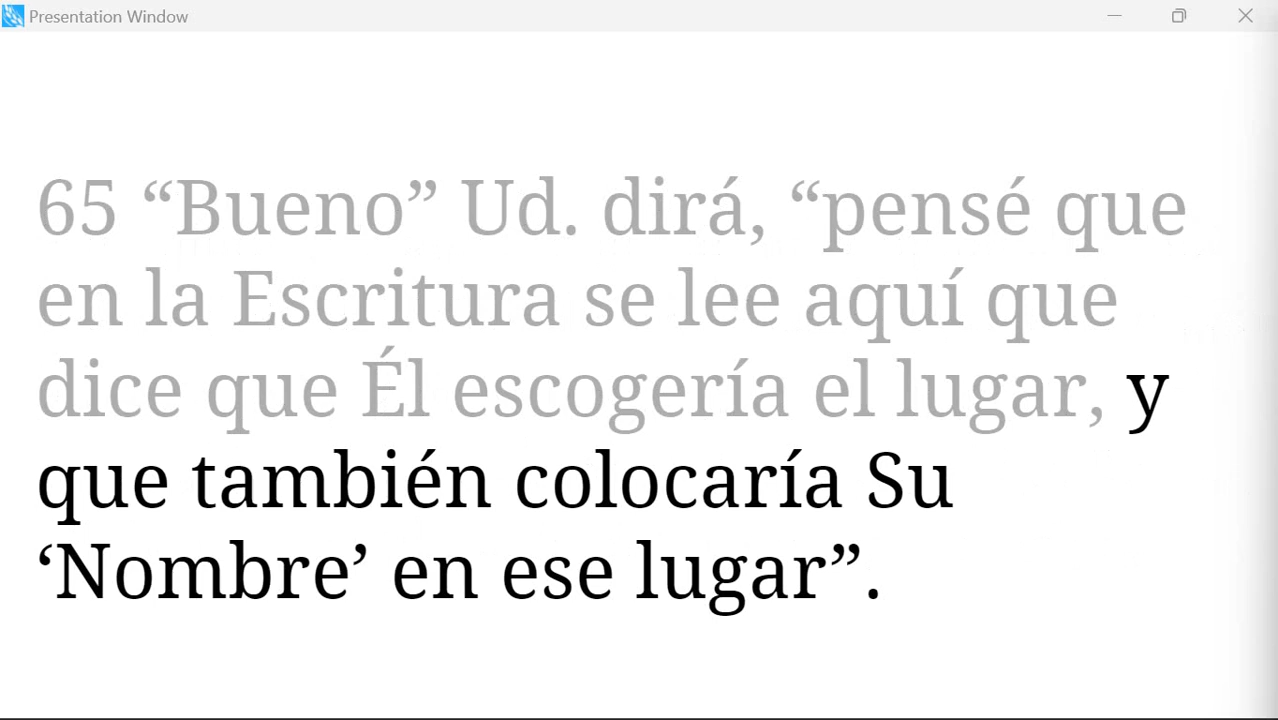 Presentation Window
65 “Bueno” Ud. dirá, “pensé que
en la Escritura se lee aquí que
dice que Él escogería el lugar, y
que también colocaría Su
‘Nombre’ en ese lugar”.